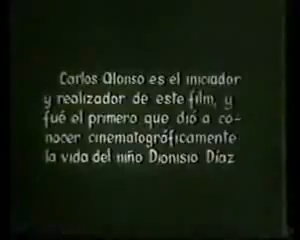 Carlos Alonso es el iniciador
y realizador de este film, y
fué el primero que dió a co-
nocer cinematográficamente
la vida del niño Dionisio Díaz